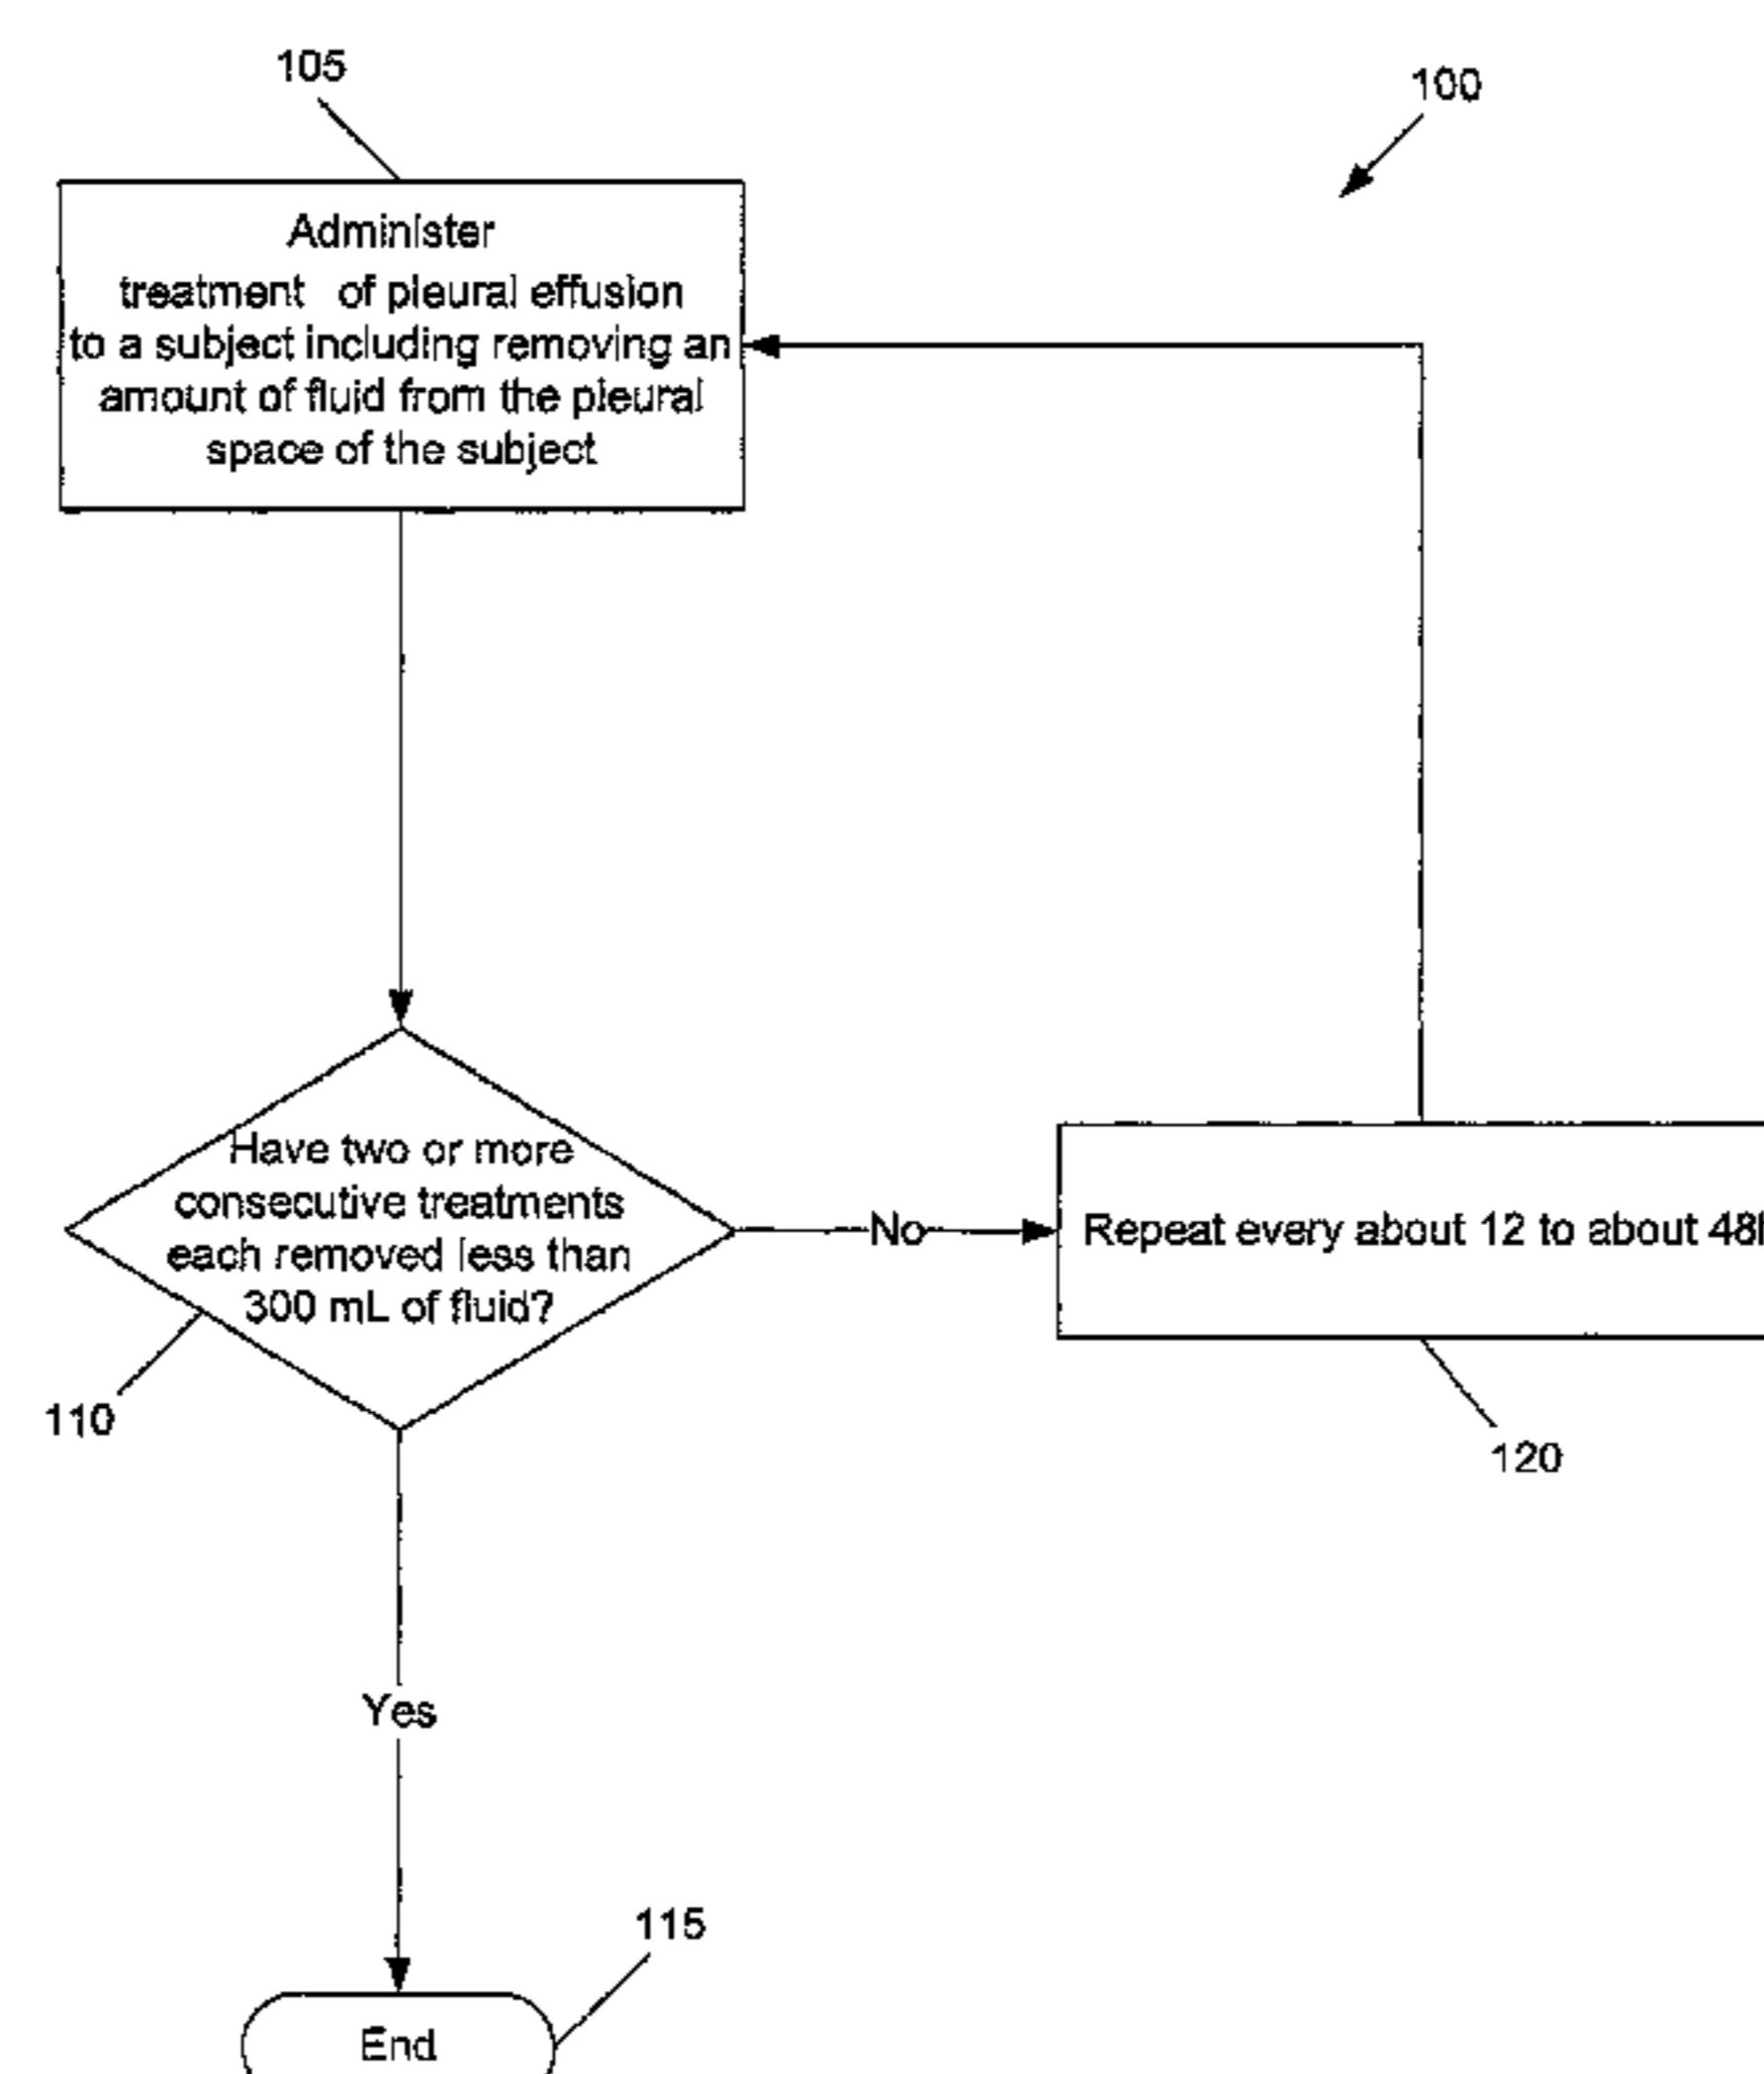 105
100
Administer
treatment of pleural effusion
to a subject including removing an
amount of fluid from the pleural
space of the subject
Have two or more
consecutive treatments
each removed less than
300 mL of fluid?
No
Repeat every about 12 to about 48
110
120
Yes
115
End